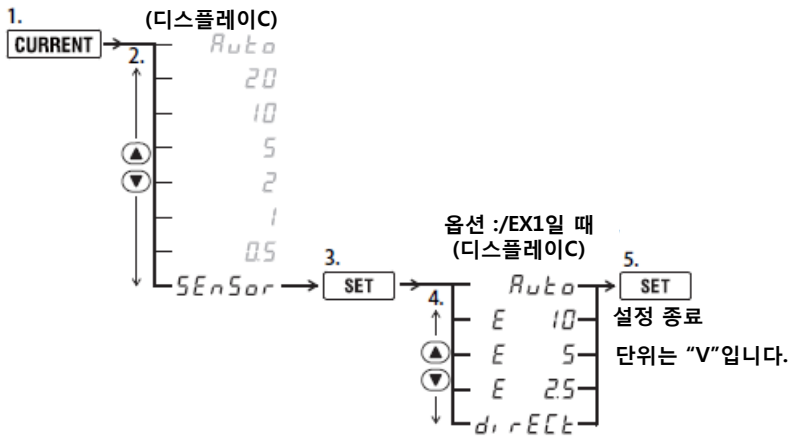 1.
(디스플레이C)
CURRENT
2.
Auto
20
10
5
2
1
0.5
SEnSor
3.
SET
옵션 :/EX1일 때
(디스플레이C)
4.
Auto
E 10
E 5
E 2.5
dirECt
5.
SET
설정 종료
단위는 “V”입니다.